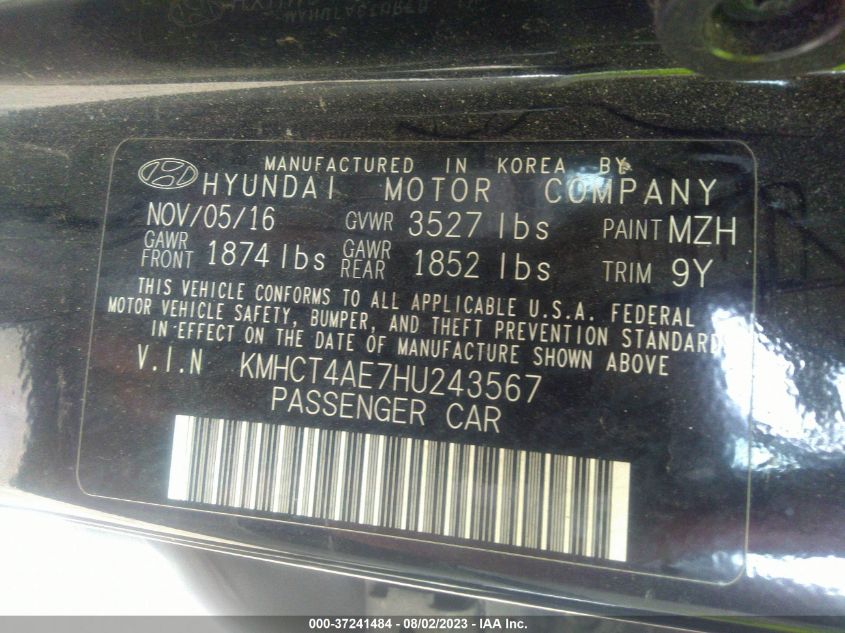 MANUFACTURED IN KOREA BY
HYUNDAI MOTOR COMPANY
NOV/05/16 GVWR 3527 lbs PAINT MZH
GAWR FRONT 1874 lbs GAWR REAR 1852 lbs TRIM 9Y
THIS VEHICLE CONFORMS TO ALL APPLICABLE U.S.A. FEDERAL
MOTOR VEHICLE SAFETY, BUMPER, AND THEFT PREVENTION STANDARD
IN EFFECT ON THE DATE OF MANUFACTURE SHOWN ABOVE
V.I.N KMHCT4AE7HU243567
PASSENGER CAR
000-37241484 - 08/02/2023 - IAA Inc.